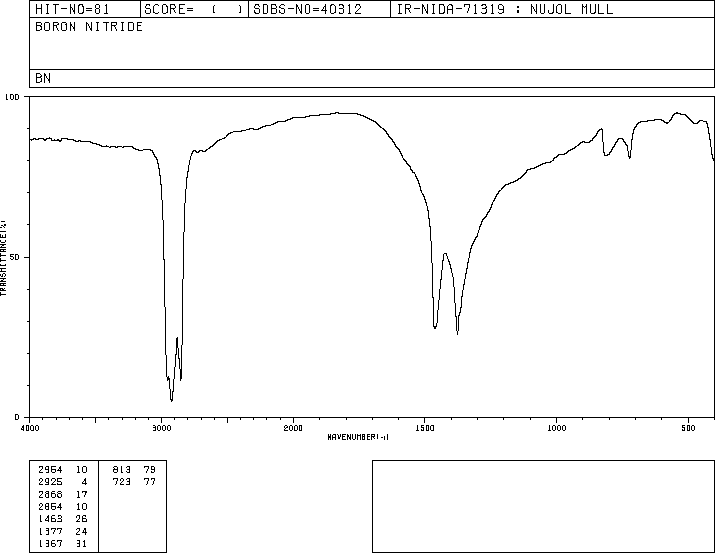 HIT-NO=81 SCORE= ( ) SDBS-NO=40312 IR-NIDA-71319 : NUJOL MULL
BORON NITRIDE
BN
100
50
0
TRANSMITTANCE(%)
4000 3000 2000 1500 1000 500
WAVENUMBER(-1)
2954 10 813 79
2925 4 723 77
2868 17
2854 10
1463 26
1377 24
1367 31